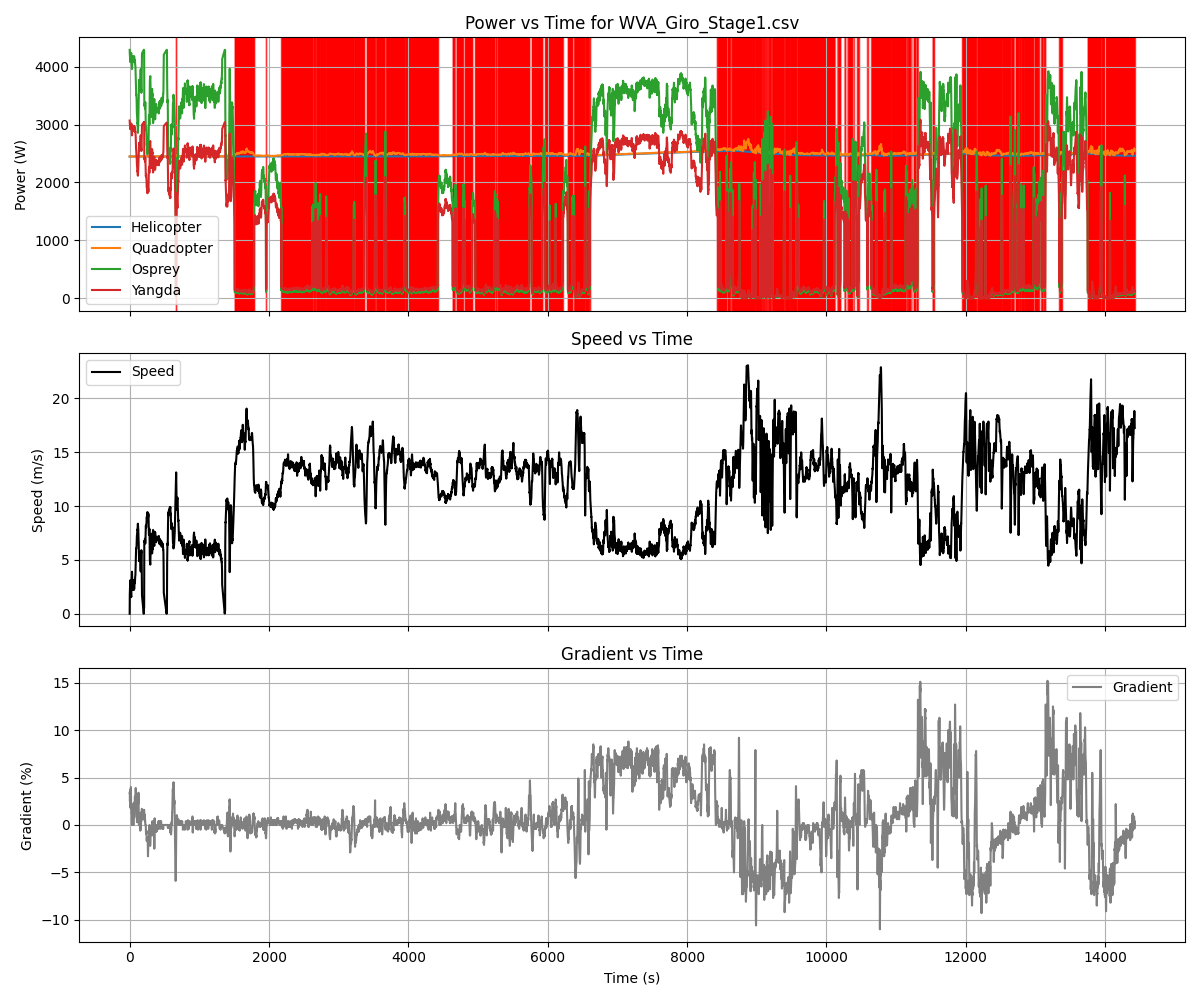 Power vs Time for WVA_Giro_Stage1.csv
4000
3000
2000
1000
0
Power (W)
Helicopter
Quadcopter
Osprey
Yangda
Speed vs Time
20
15
10
5
0
Speed (m/s)
Speed
Gradient vs Time
15
10
5
0
−5
−10
Gradient (%)
Gradient
0 2000 4000 6000 8000 10000 12000 14000
Time (s)